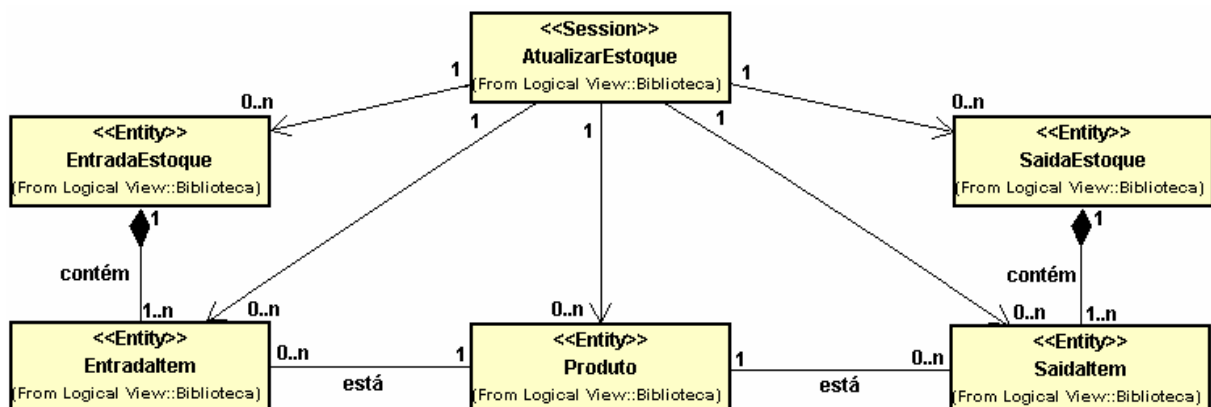 <<Session>>
AtualizarEstoque
(From Logical View::Biblioteca)
1
1
0..n
0..n
1
1
1
<<Entity>>
EntradaEstoque
(From Logical View::Biblioteca)
<<Entity>>
SaidaEstoque
(From Logical View::Biblioteca)
1
1
contém
contém
1..n
0..n
0..n
0..n
1..n
<<Entity>>
EntradaItem
(From Logical View::Biblioteca)
0..n
1
está
<<Entity>>
Produto
(From Logical View::Biblioteca)
1
0..n
está
<<Entity>>
SaidaItem
(From Logical View::Biblioteca)